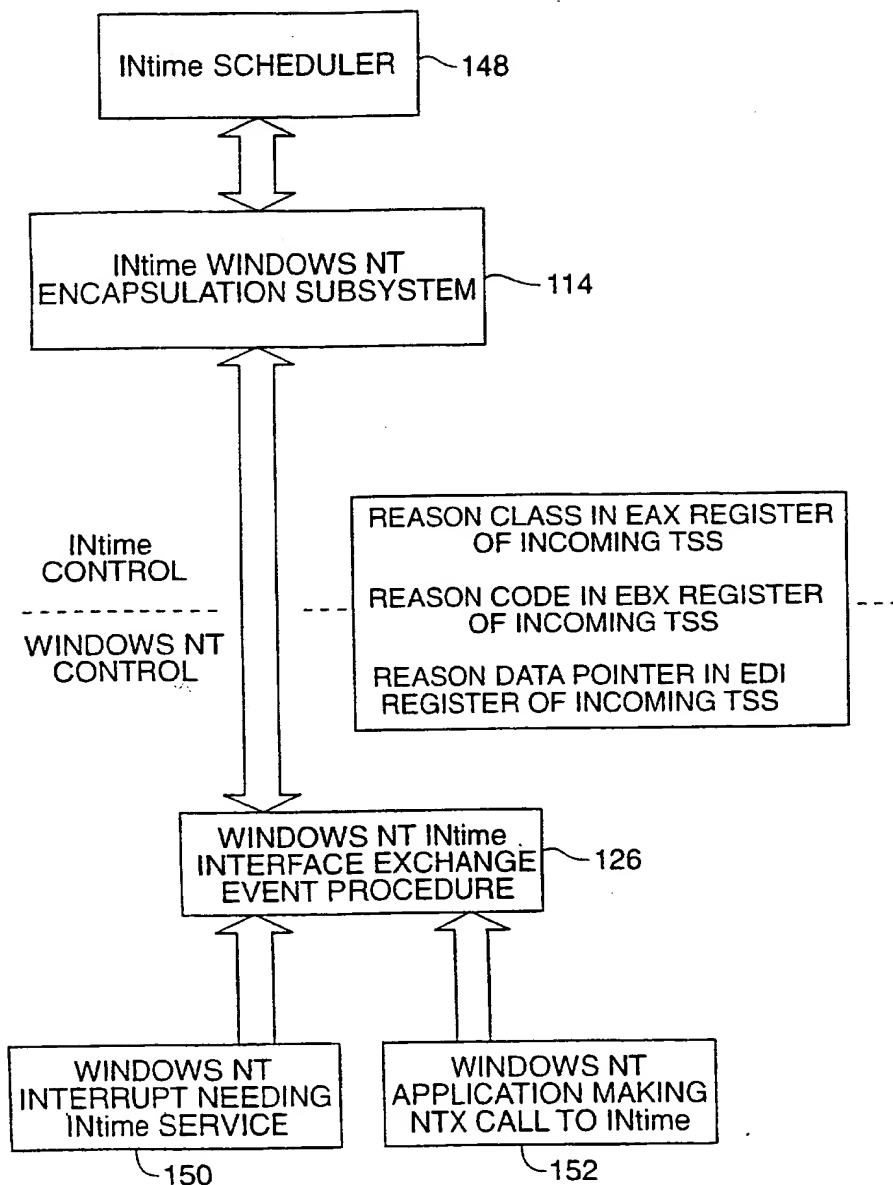 INtime SCHEDULER
148
INtime WINDOWS NT
ENCAPSULATION SUBSYSTEM
114
INtime
CONTROL
WINDOWS NT
CONTROL
REASON CLASS IN EAX REGISTER
OF INCOMING TSS
REASON CODE IN EBX REGISTER
OF INCOMING TSS
REASON DATA POINTER IN EDI
REGISTER OF INCOMING TSS
WINDOWS NT INtime
INTERFACE EXCHANGE
EVENT PROCEDURE
126
WINDOWS NT
INTERRUPT NEEDING
INtime SERVICE
150
WINDOWS NT
APPLICATION MAKING
NTX CALL TO INtime
152